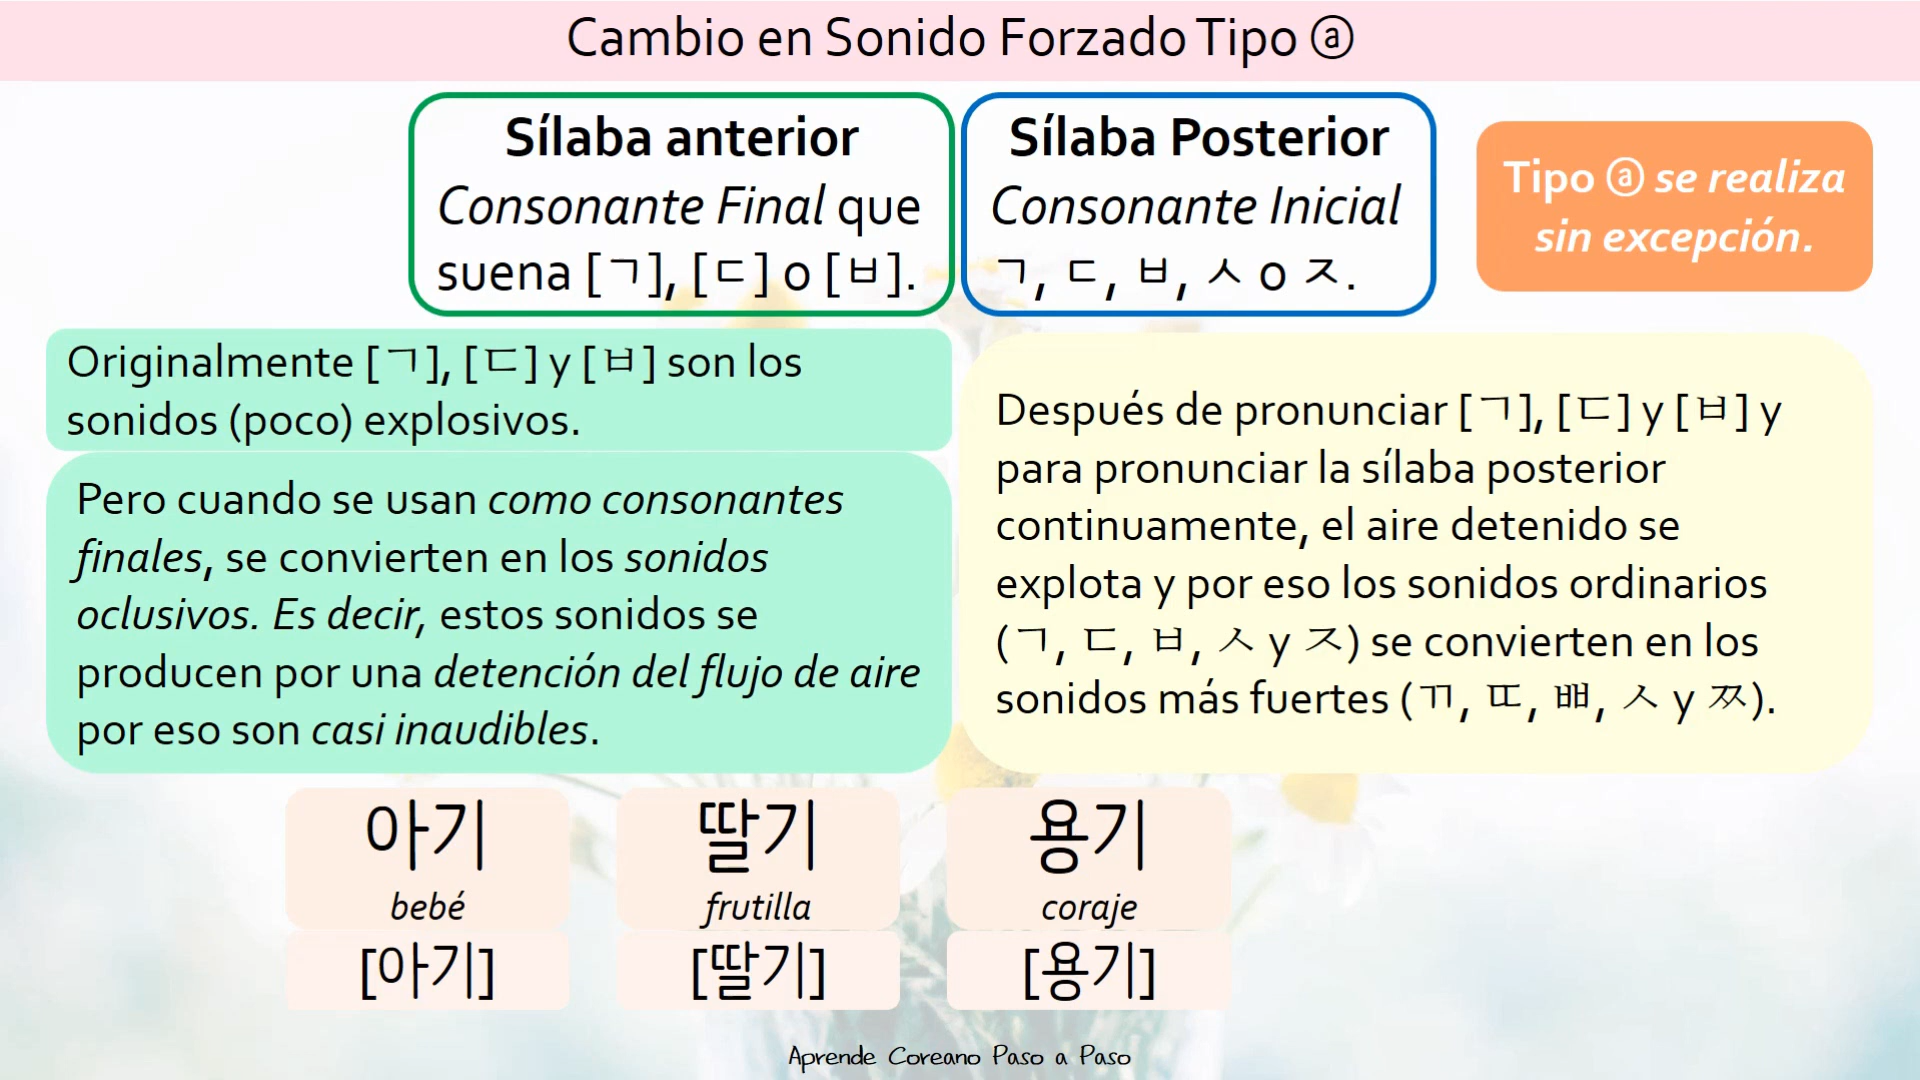 Cambio en Sonido Forzado Tipo ⓐ
Sílaba anterior
Consonante Final que
suena [ㄱ], [ㄷ] o [ㅂ].
Sílaba Posterior
Consonante Inicial
ㄱ, ㄷ, ㅂ, ㅅ o ㅈ.
Tipo ⓐ se realiza
sin excepción.
Originalmente [ㄱ], [ㄷ] y [ㅂ] son los
sonidos (poco) explosivos.
Pero cuando se usan como consonantes
finales, se convierten en los sonidos
oclusivos. Es decir, estos sonidos se
producen por una detención del flujo de aire
por eso son casi inaudibles.
Después de pronunciar [ㄱ], [ㄷ] y [ㅂ] y
para pronunciar la sílaba posterior
continuamente, el aire detenido se
explota y por eso los sonidos ordinarios
(ㄱ, ㄷ, ㅂ, ㅅ y ㅈ) se convierten en los
sonidos más fuertes (ㄲ, ㄸ, ㅃ, ㅅ y ㅉ).
아기
bebé
[아기]
딸기
frutilla
[딸기]
용기
coraje
[용기]
Aprende Coreano Paso a Paso